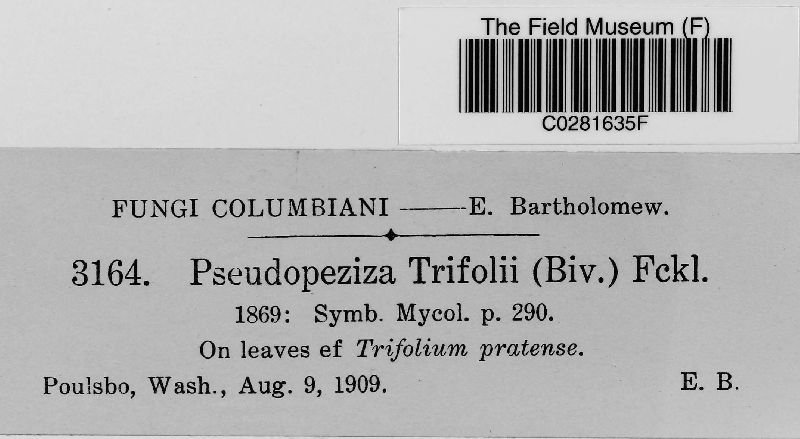 The Field Museum (F)
C0281635F
FUNGI COLUMBIANI ——— E. Bartholomew.
3164. Pseudopeziza Trifolii (Biv.) Fckl.
1869: Symb. Mycol. p. 290.
On leaves ef Trifolium pratense.
Poulsbo, Wash., Aug. 9, 1909. E. B.